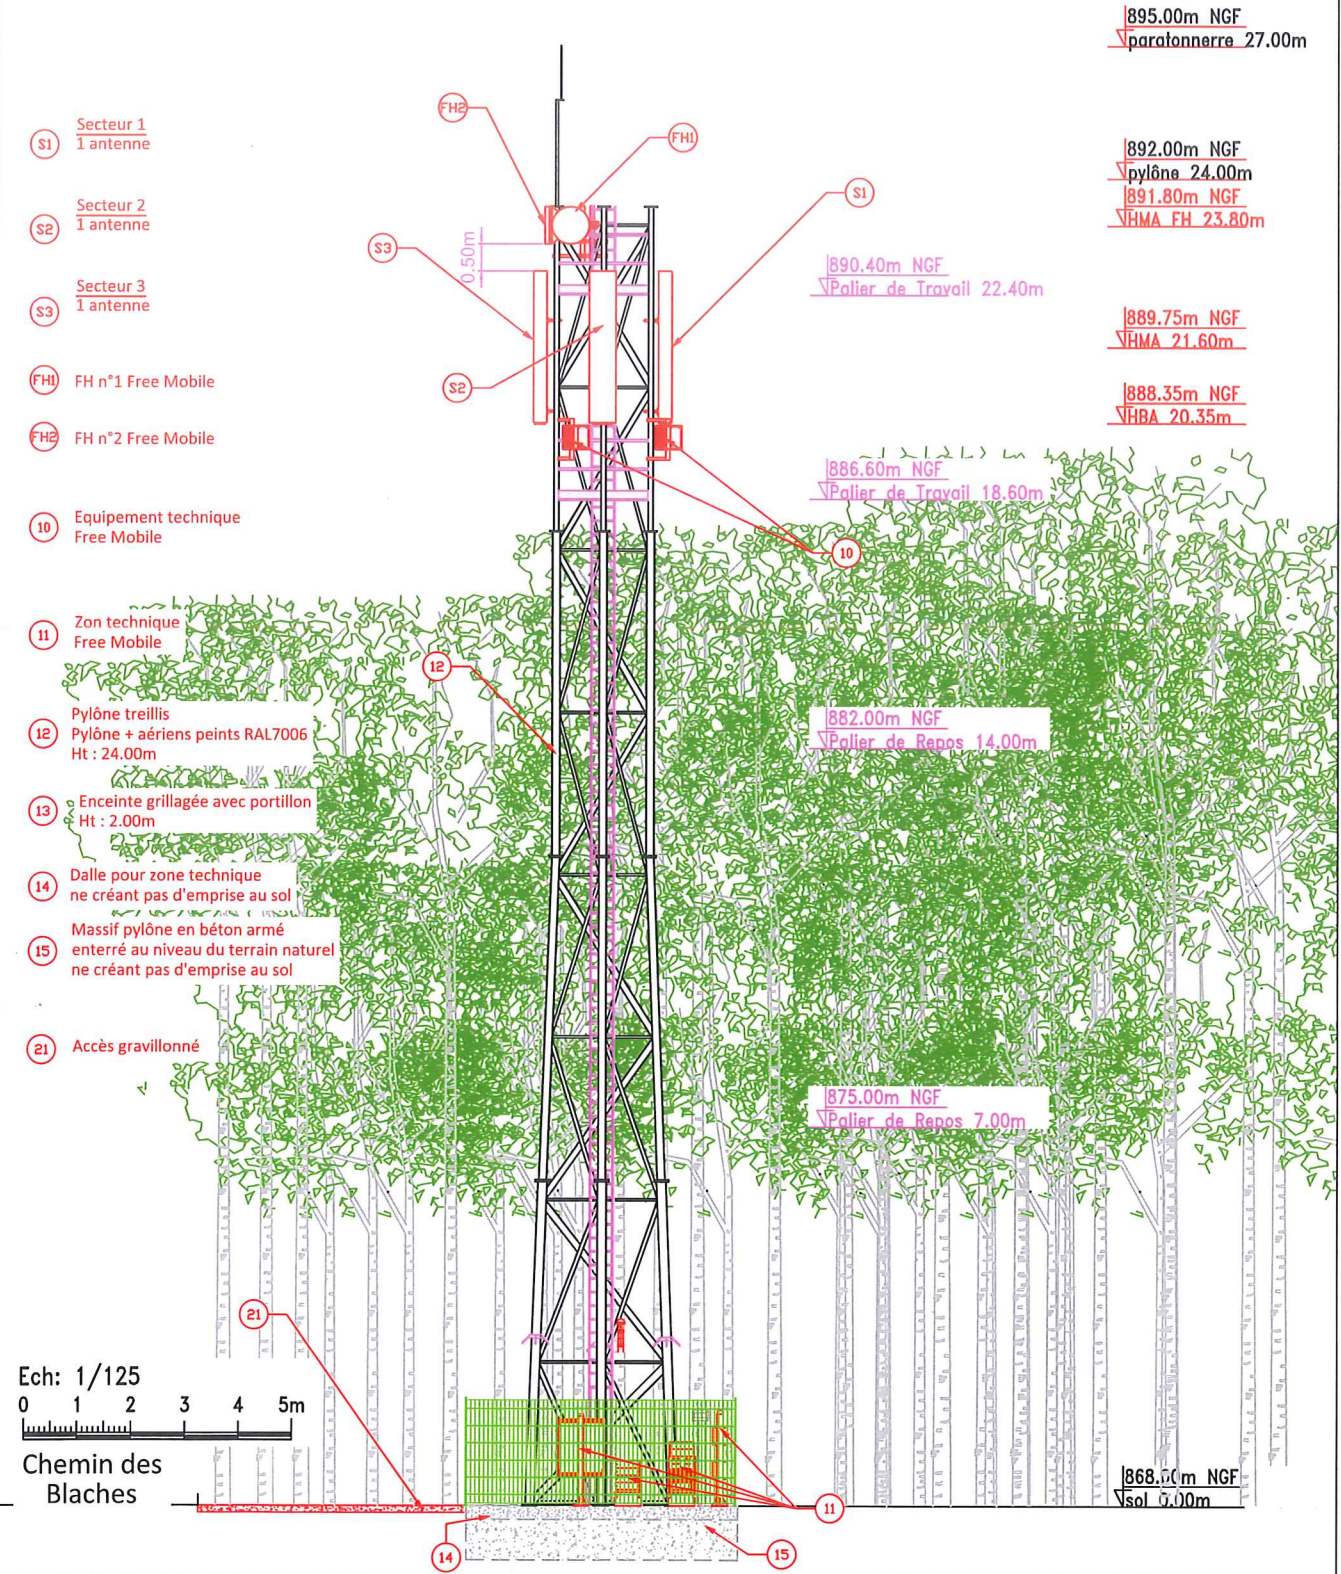 895.00m NGF
paratonnerre 27.00m
FH2
FH1
Secteur 1
S1
1 antenne
892.00m NGF
pylône 24.00m
891.80m NGF
HMA FH 23.80m
S1
Secteur 2
S2
1 antenne
S3
0.50m
890.40m NGF
Palier de Travail 22.40m
Secteur 3
S3
1 antenne
889.75m NGF
HMA 21.60m
FH1
FH n°1 Free Mobile
S2
888.35m NGF
HBA 20.35m
FH2
FH n°2 Free Mobile
886.60m NGF
Palier de Travail 18.60m
10
Equipement technique
Free Mobile
10
11
Zon technique
Free Mobile
12
12
Pylône treillis
Pylône + aériens peints RAL7006
Ht : 24.00m
882.00m NGF
Palier de Repos 14.00m
13
Enceinte grillagée avec portillon
Ht : 2.00m
14
Dalle pour zone technique
ne créant pas d'emprise au sol
15
Massif pylône en béton armé
enterré au niveau du terrain naturel
ne créant pas d'emprise au sol
21
Accès gravillonné
875.00m NGF
Palier de Repos 7.00m
21
Ech: 1/125
0 1 2 3 4 5m
Chemin des
Blaches
868.00m NGF
sol 0.00m
11
14
15